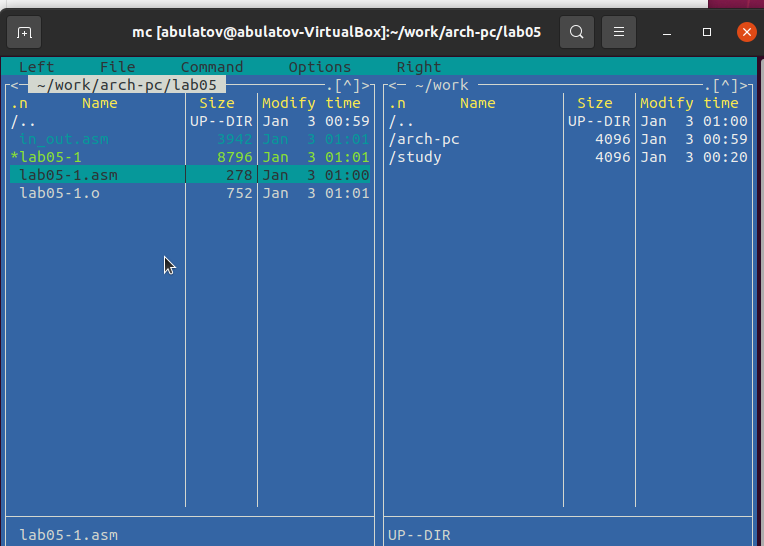 mc [abulatov@abulatov-VirtualBox]:~/work/arch-pc/lab05
Left File Command Options Right
<─ ~/work/arch-pc/lab05 ─.[^]>
.n Name Size Modify time
/.. UP--DIR Jan 3 00:59
in_out.asm 3942 Jan 3 01:01
*lab05-1 8796 Jan 3 01:01
lab05-1.asm 278 Jan 3 01:00
lab05-1.o 752 Jan 3 01:01
lab05-1.asm
<─ ~/work ─.[^]>
.n Name Size Modify time
/.. UP--DIR Jan 3 01:00
/arch-pc 4096 Jan 3 00:59
/study 4096 Jan 3 00:20
UP--DIR